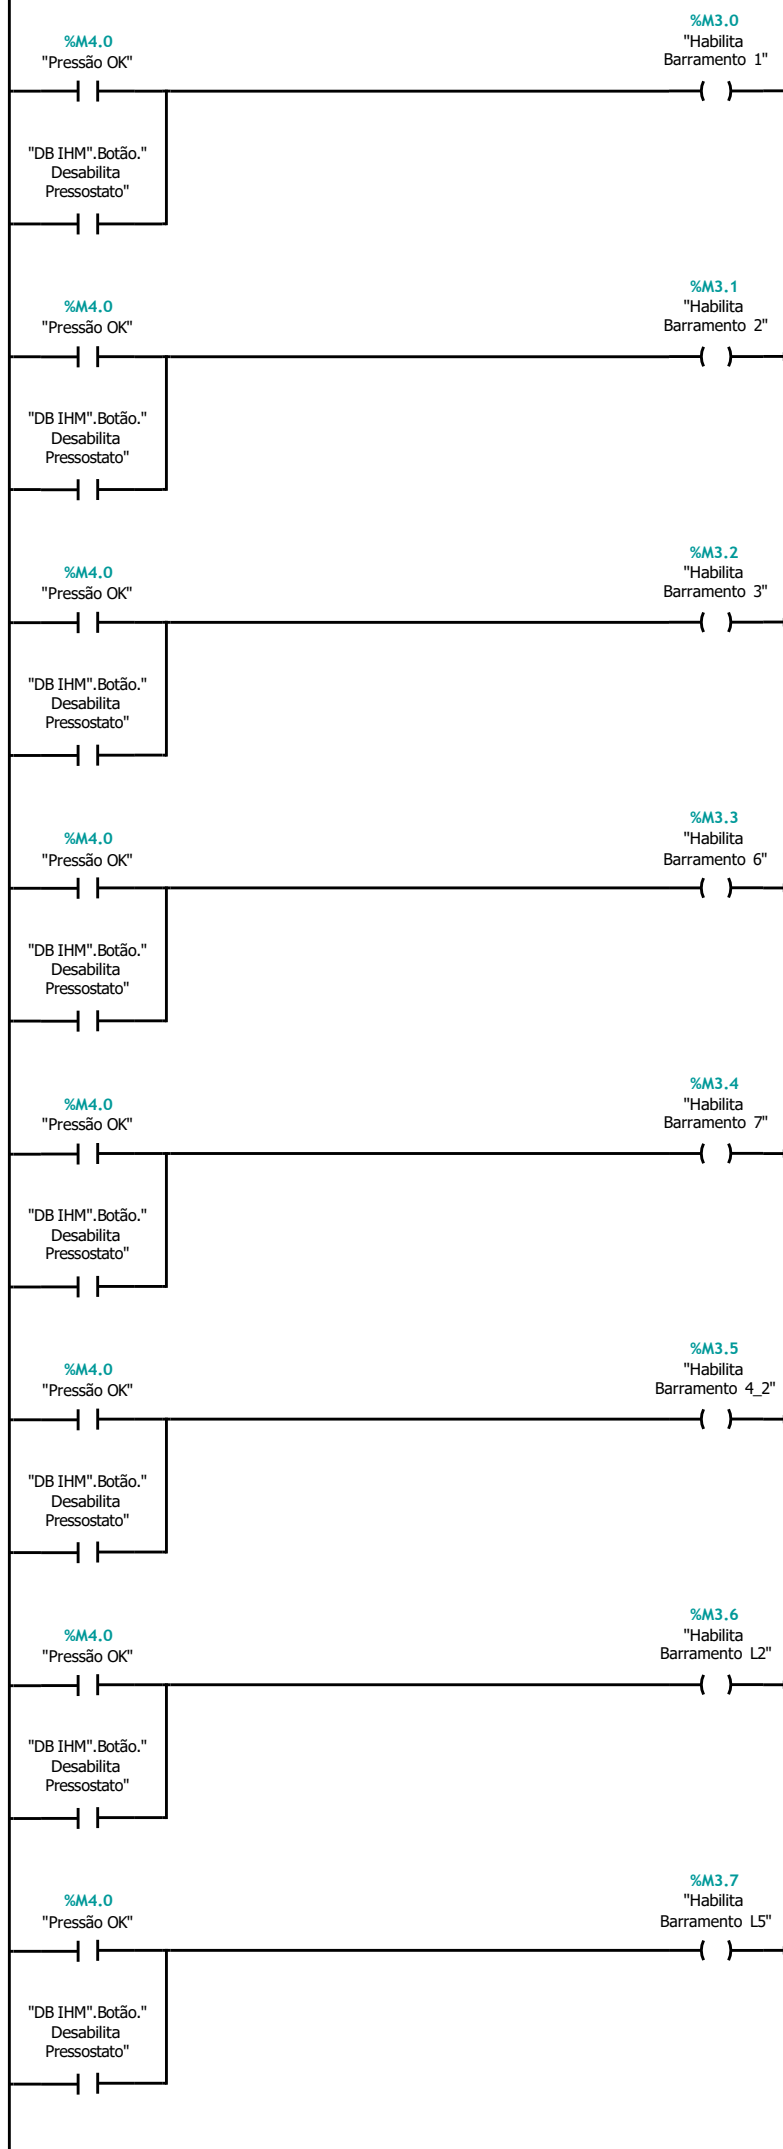 %M3.0
%M4.0
"Habilita
"Pressão OK"
Barramento 1"
"DB IHM".Botão."
Desabilita
Pressostato"
%M3.1
%M4.0
"Habilita
"Pressão OK"
Barramento 2"
"DB IHM".Botão."
Desabilita
Pressostato"
%M3.2
%M4.0
"Habilita
"Pressão OK"
Barramento 3"
"DB IHM".Botão."
Desabilita
Pressostato"
%M3.3
%M4.0
"Habilita
"Pressão OK"
Barramento 6"
"DB IHM".Botão."
Desabilita
Pressostato"
%M3.4
%M4.0
"Habilita
"Pressão OK"
Barramento 7"
"DB IHM".Botão."
Desabilita
Pressostato"
%M3.5
%M4.0
"Habilita
"Pressão OK"
Barramento 4_2"
"DB IHM".Botão."
Desabilita
Pressostato"
%M3.6
%M4.0
"Habilita
"Pressão OK"
Barramento L2"
"DB IHM".Botão."
Desabilita
Pressostato"
%M3.7
%M4.0
"Habilita
"Pressão OK"
Barramento L5"
"DB IHM".Botão."
Desabilita
Pressostato"